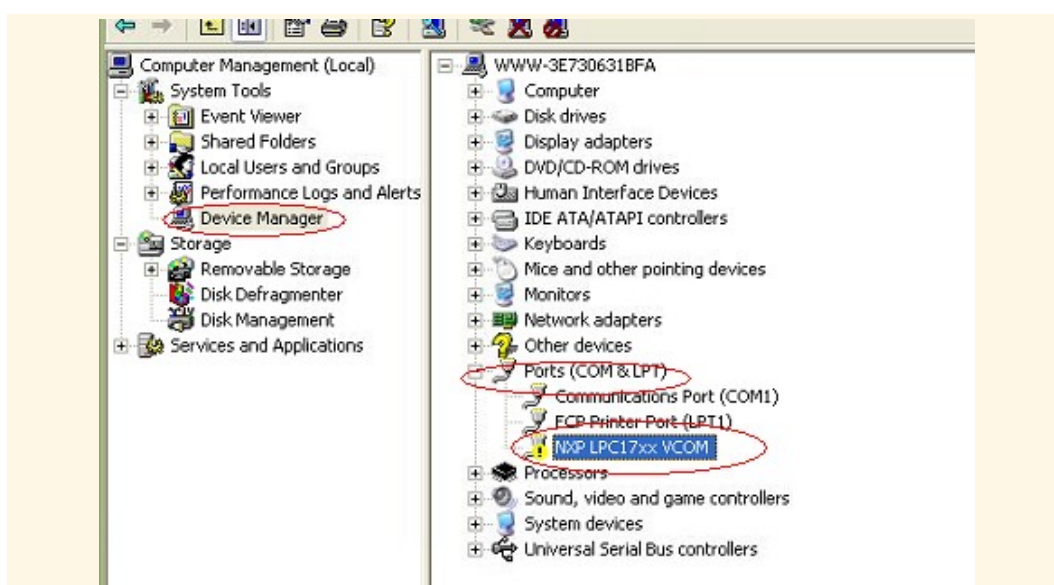 Computer Management (Local)
System Tools
Event Viewer
Shared Folders
Local Users and Groups
Performance Logs and Alerts
Device Manager
Storage
Removable Storage
Disk Defragmenter
Disk Management
Services and Applications
WWW-3E730631BFA
Computer
Disk drives
Display adapters
DVD/CD-ROM drives
Human Interface Devices
IDE ATA/ATAPI controllers
Keyboards
Mice and other pointing devices
Monitors
Network adapters
Other devices
Ports (COM & LPT)
Communications Port (COM1)
ECP Printer Port (LPT1)
NXP LPC17xx VCOM
Processors
Sound, video and game controllers
System devices
Universal Serial Bus controllers